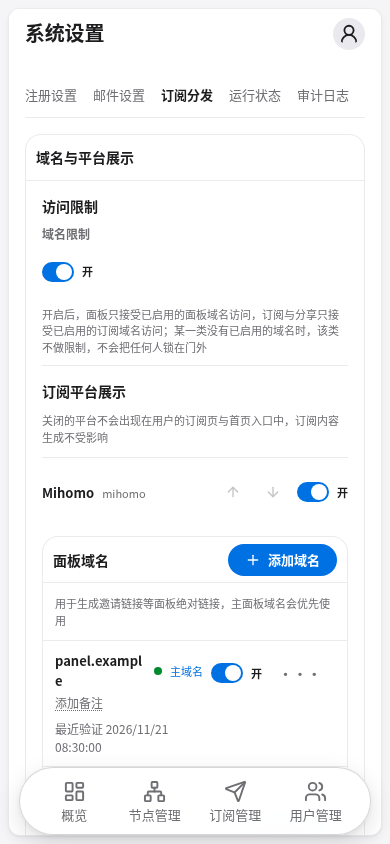 系统设置
注册设置 邮件设置 订阅分发 运行状态 审计日志
域名与平台展示
访问限制
域名限制
开
开启后，面板只接受已启用的面板域名访问，订阅与分享只接
受已启用的订阅域名访问；某一类没有已启用的域名时，该类
不做限制，不会把任何人锁在门外
订阅平台展示
关闭的平台不会出现在用户的订阅页与首页入口中，订阅内容
生成不受影响
Mihomo mihomo 开
面板域名 添加域名
用于生成邀请链接等面板绝对链接，主面板域名会优先使
用
panel.exampl
e
主域名 开
添加备注
最近验证 2026/11/21
08:30:00
概览 节点管理 订阅管理 用户管理